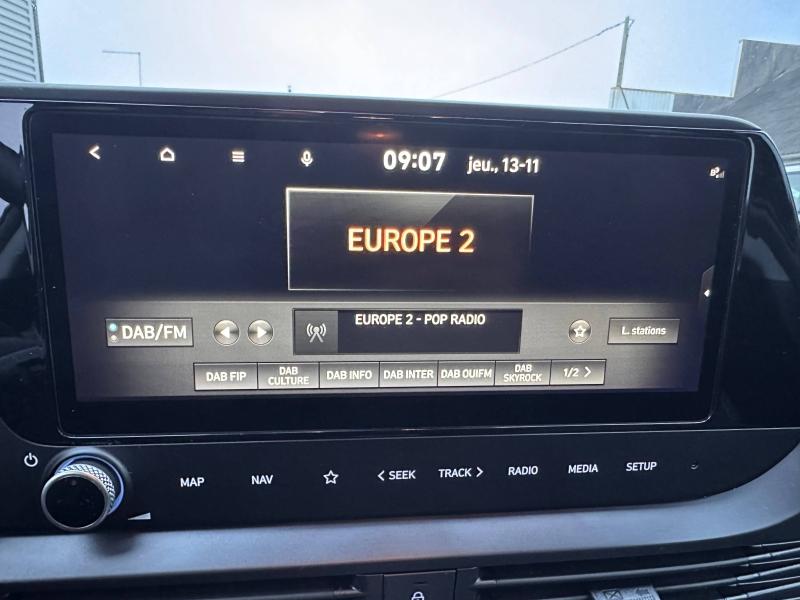 09:07 jeu., 13-11
EUROPE 2
DAB/FM
EUROPE 2 - POP RADIO
L. stations
DAB FIP
DAB
CULTURE
DAB INFO
DAB INTER
DAB OUIFM
DAB
SKYROCK
1/2 >
MAP
NAV
< SEEK
TRACK >
RADIO
MEDIA
SETUP